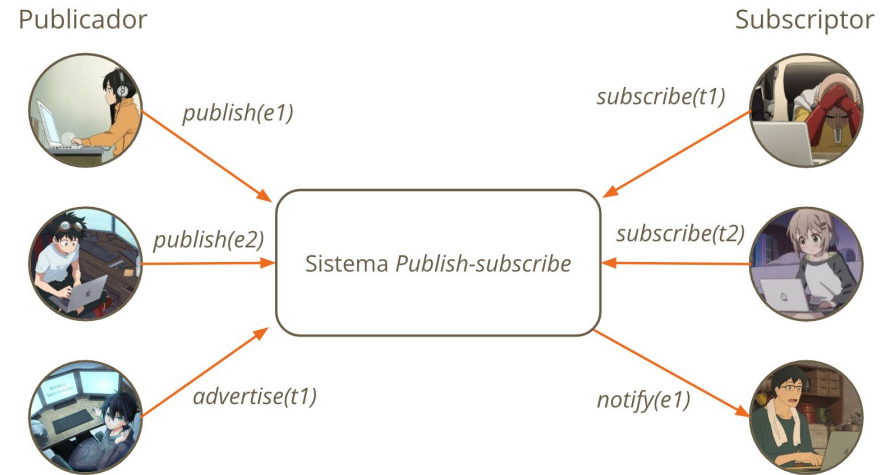 Publicador
Subscriptor
publish(e1)
subscribe(t1)
publish(e2)
subscribe(t2)
Sistema Publish-subscribe
advertise(t1)
notify(e1)